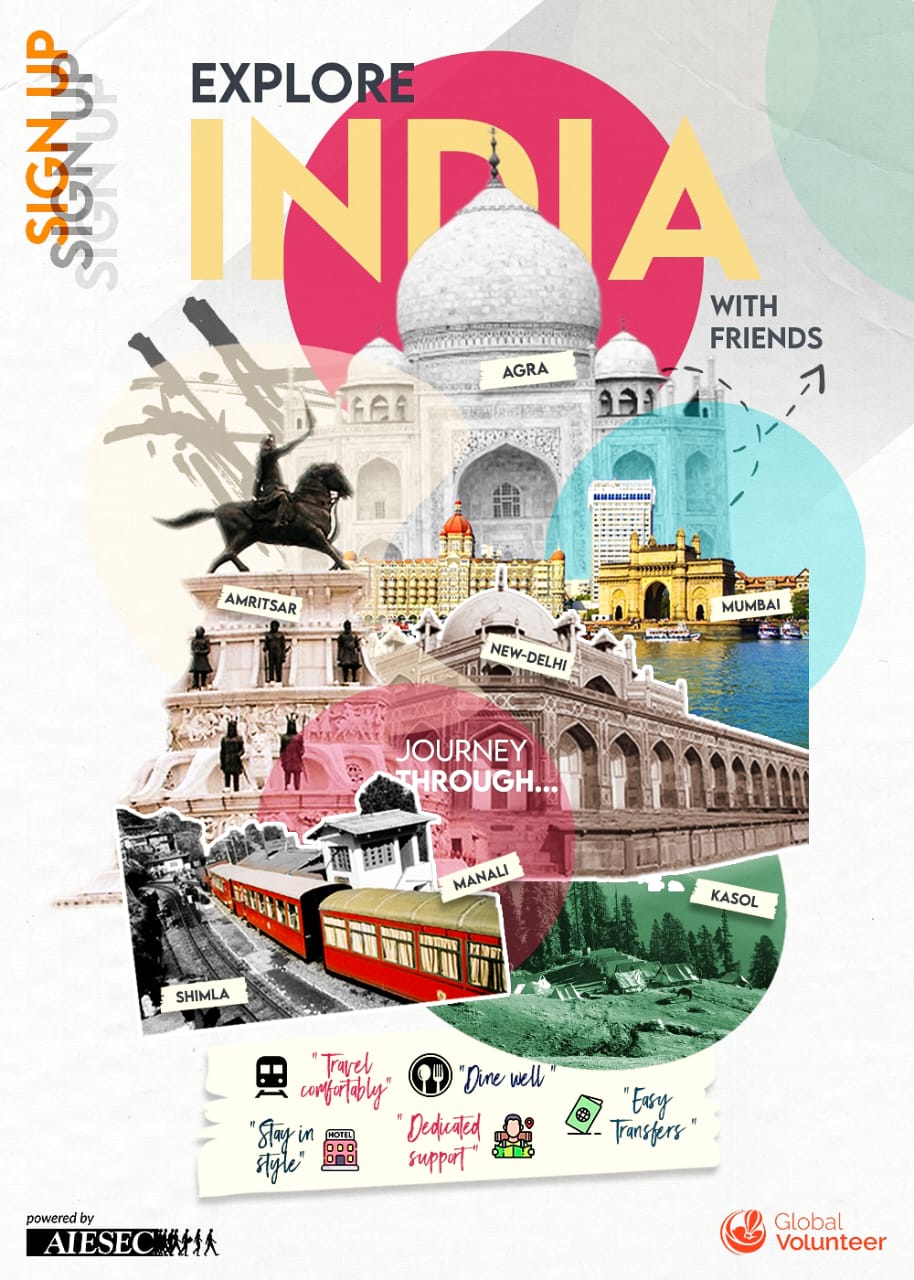 SIGN UP
SIGN UP
SIGN UP
EXPLORE
INDIA
WITH
FRIENDS
AGRA
AMRITSAR
MUMBAI
NEW-DELHI
JOURNEY
THROUGH...
MANALI
KASOL
SHIMLA
"Travel
comfortably"
"Dine well"
"Easy
Transfers"
"Stay in
style"
HOTEL
"Dedicated
support"
powered by
AIESEC
Global
Volunteer